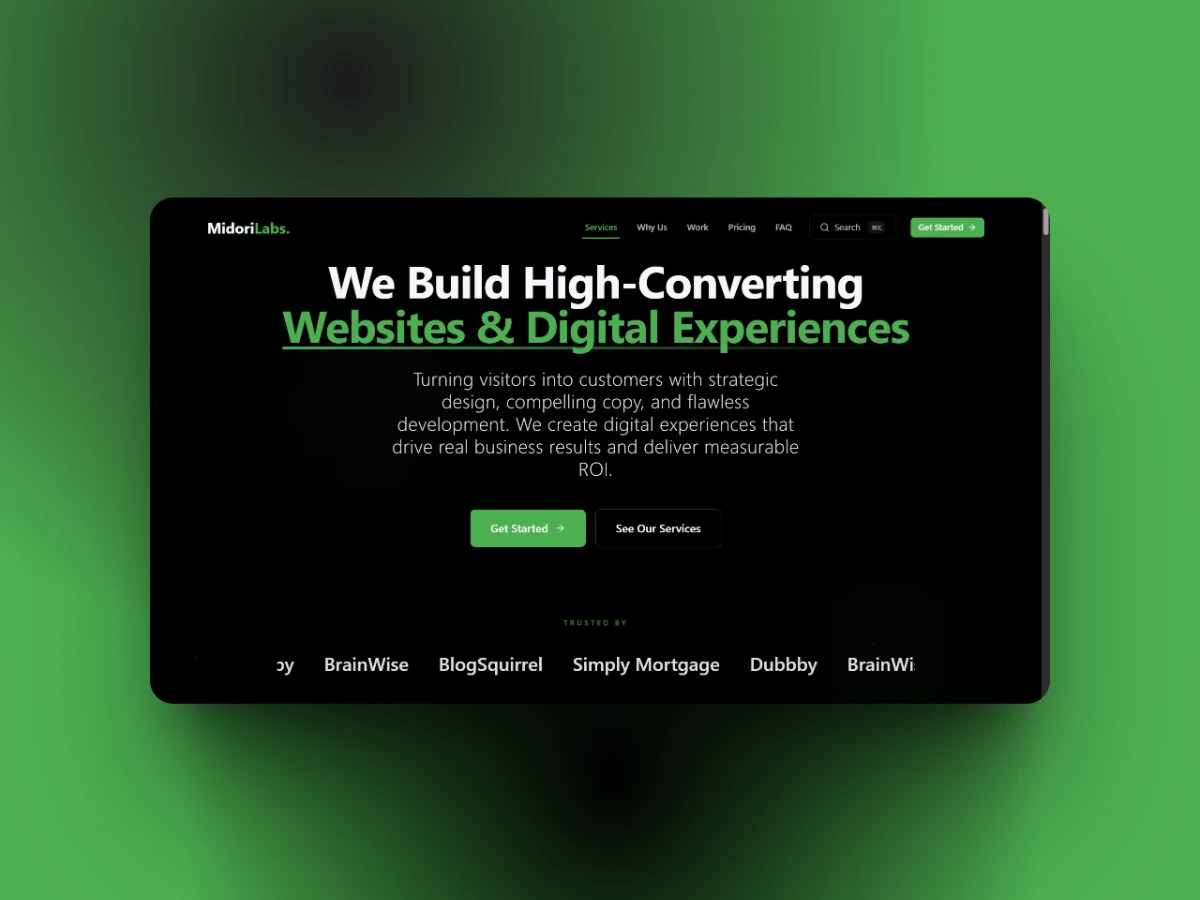 MidoriLabs.
Services Why Us Work Pricing FAQ Search ⌘K Get Started →
We Build High-Converting
Websites & Digital Experiences
Turning visitors into customers with strategic
design, compelling copy, and flawless
development. We create digital experiences that
drive real business results and deliver measurable
ROI.
Get Started → See Our Services
TRUSTED BY
by BrainWise BlogSquirrel Simply Mortgage Dubbby BrainWi